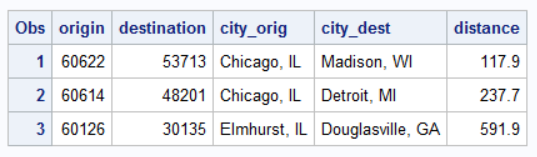 Obs origin destination city_orig city_dest distance
1 60622 53713 Chicago, IL Madison, WI 117.9
2 60614 48201 Chicago, IL Detroit, MI 237.7
3 60126 30135 Elmhurst, IL Douglasville, GA 591.9